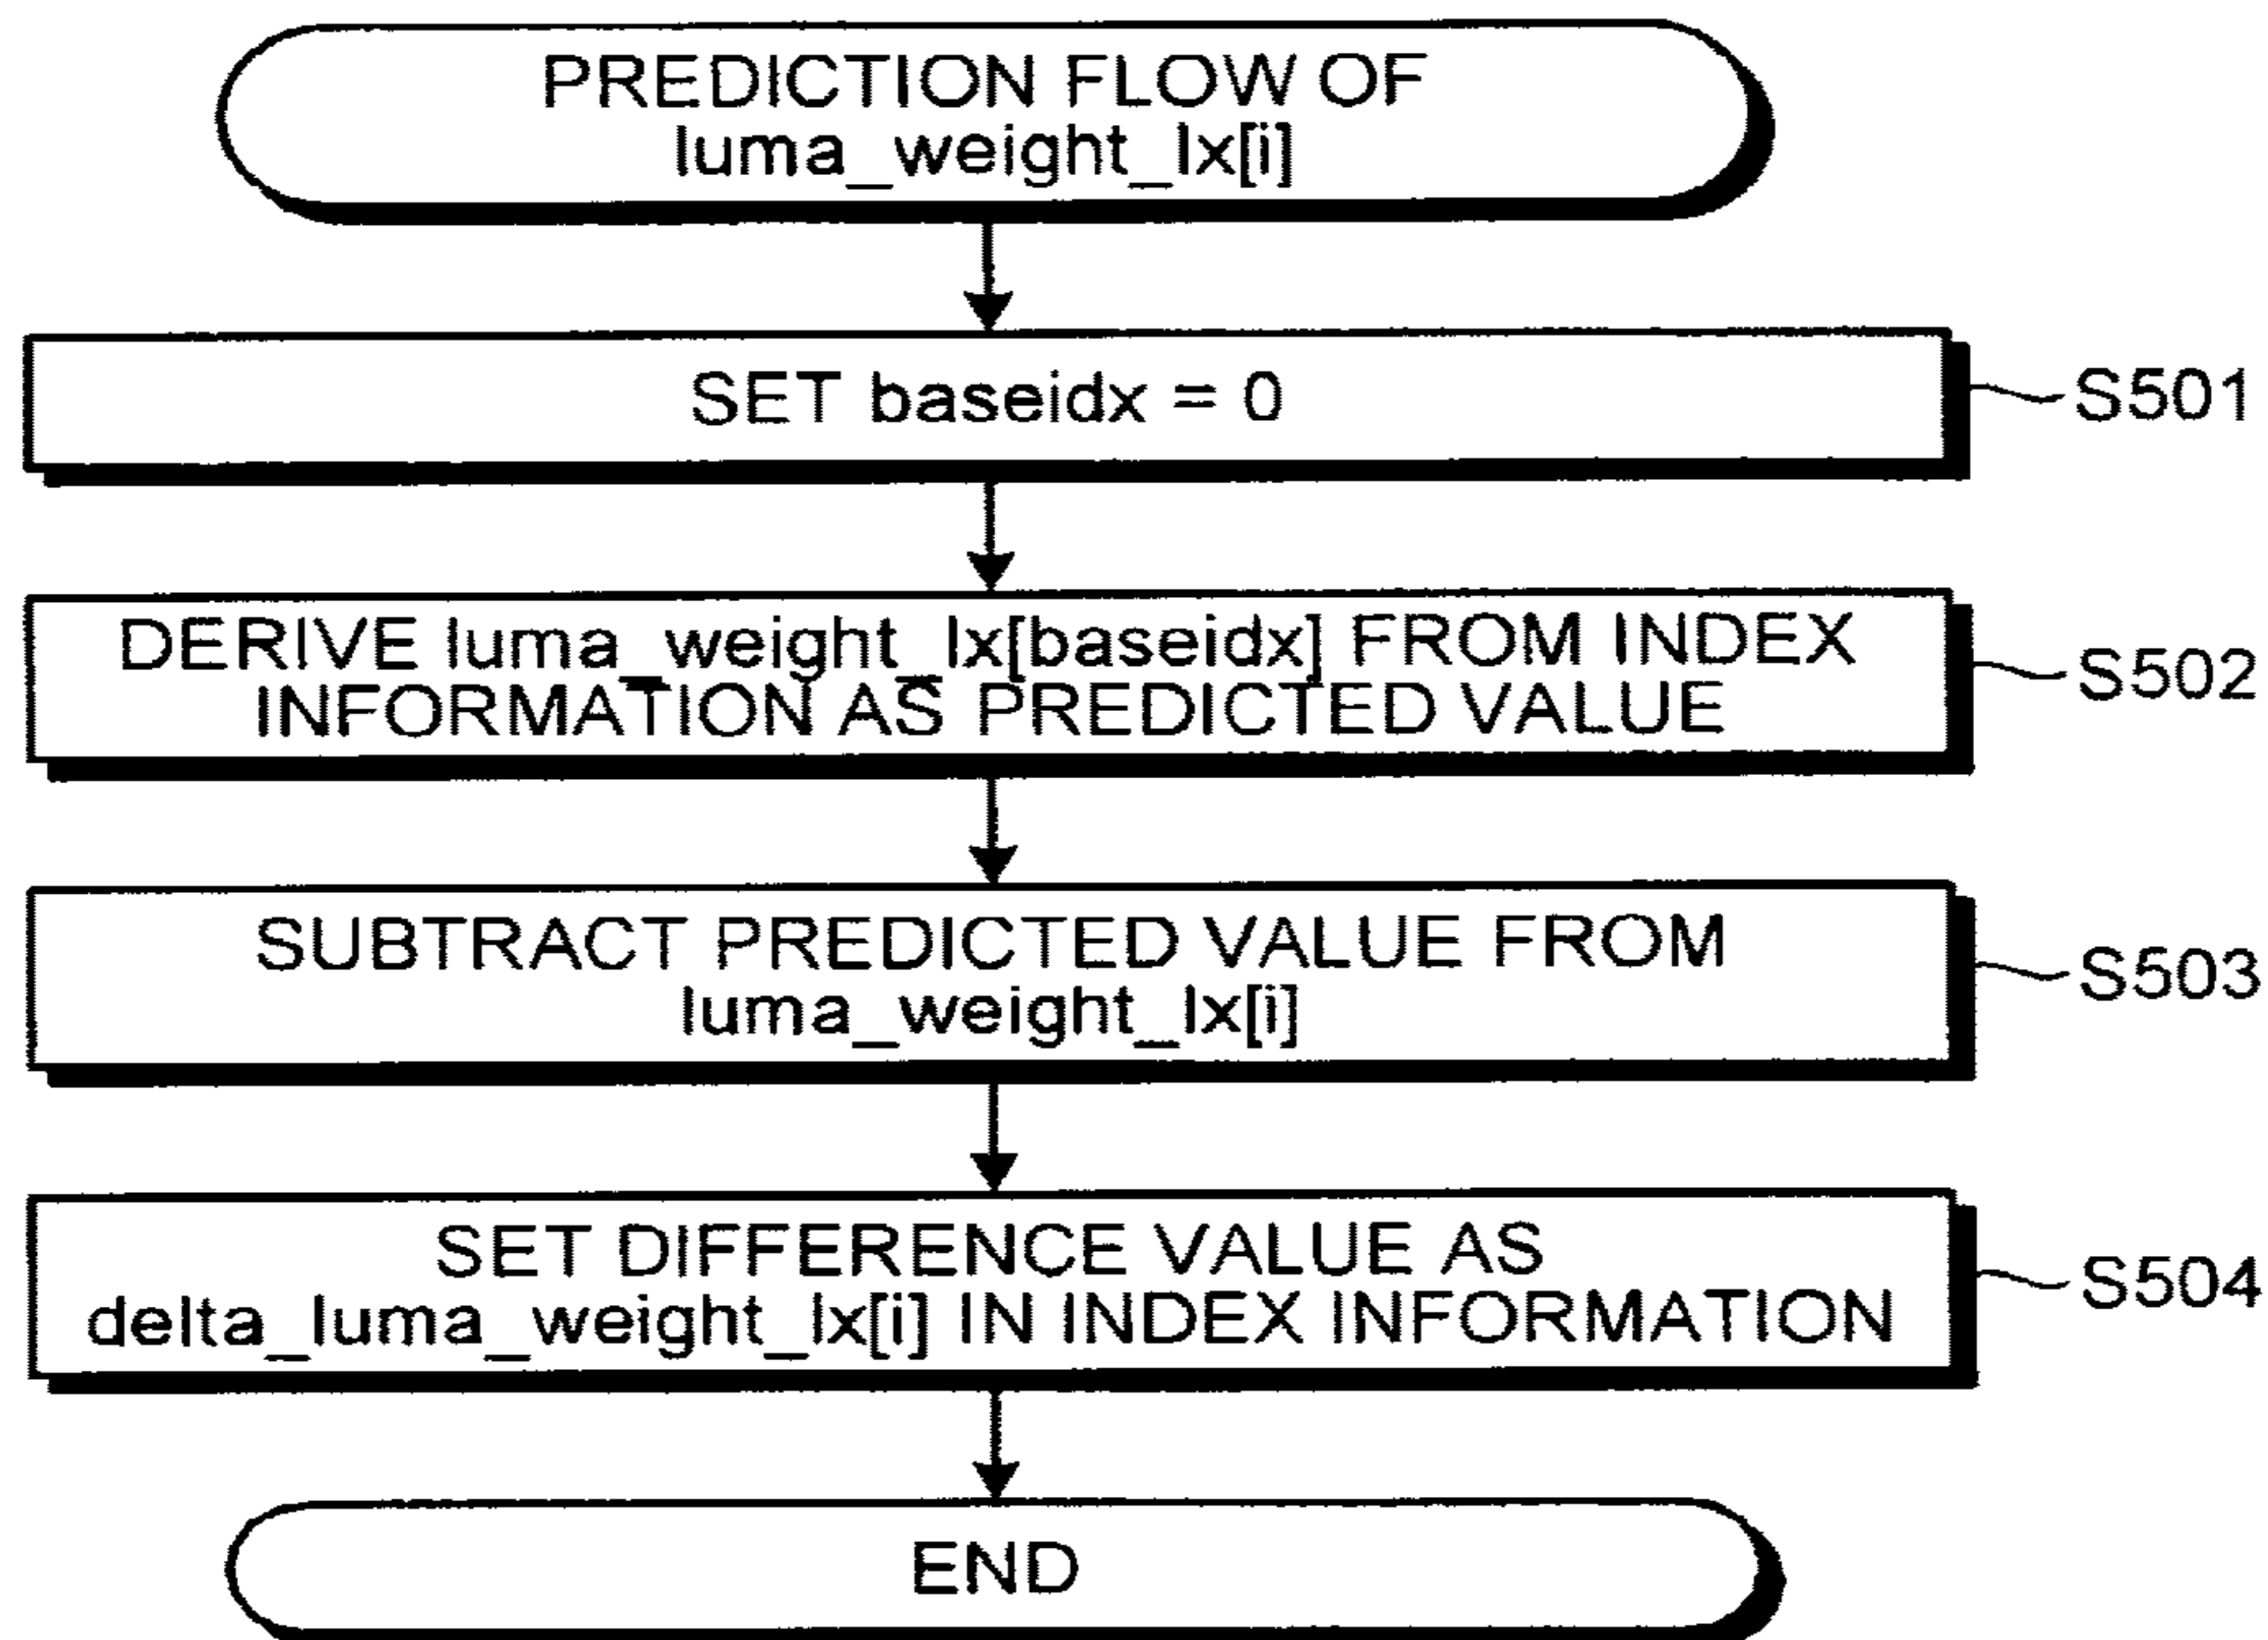 PREDICTION FLOW OF
luma_weight_lx[i]
SET baseidx = 0
S501
DERIVE luma_weight_lx[baseidx] FROM INDEX
INFORMATION AS PREDICTED VALUE
S502
SUBTRACT PREDICTED VALUE FROM
luma_weight_lx[i]
S503
SET DIFFERENCE VALUE AS
delta_luma_weight_lx[i] IN INDEX INFORMATION
S504
END